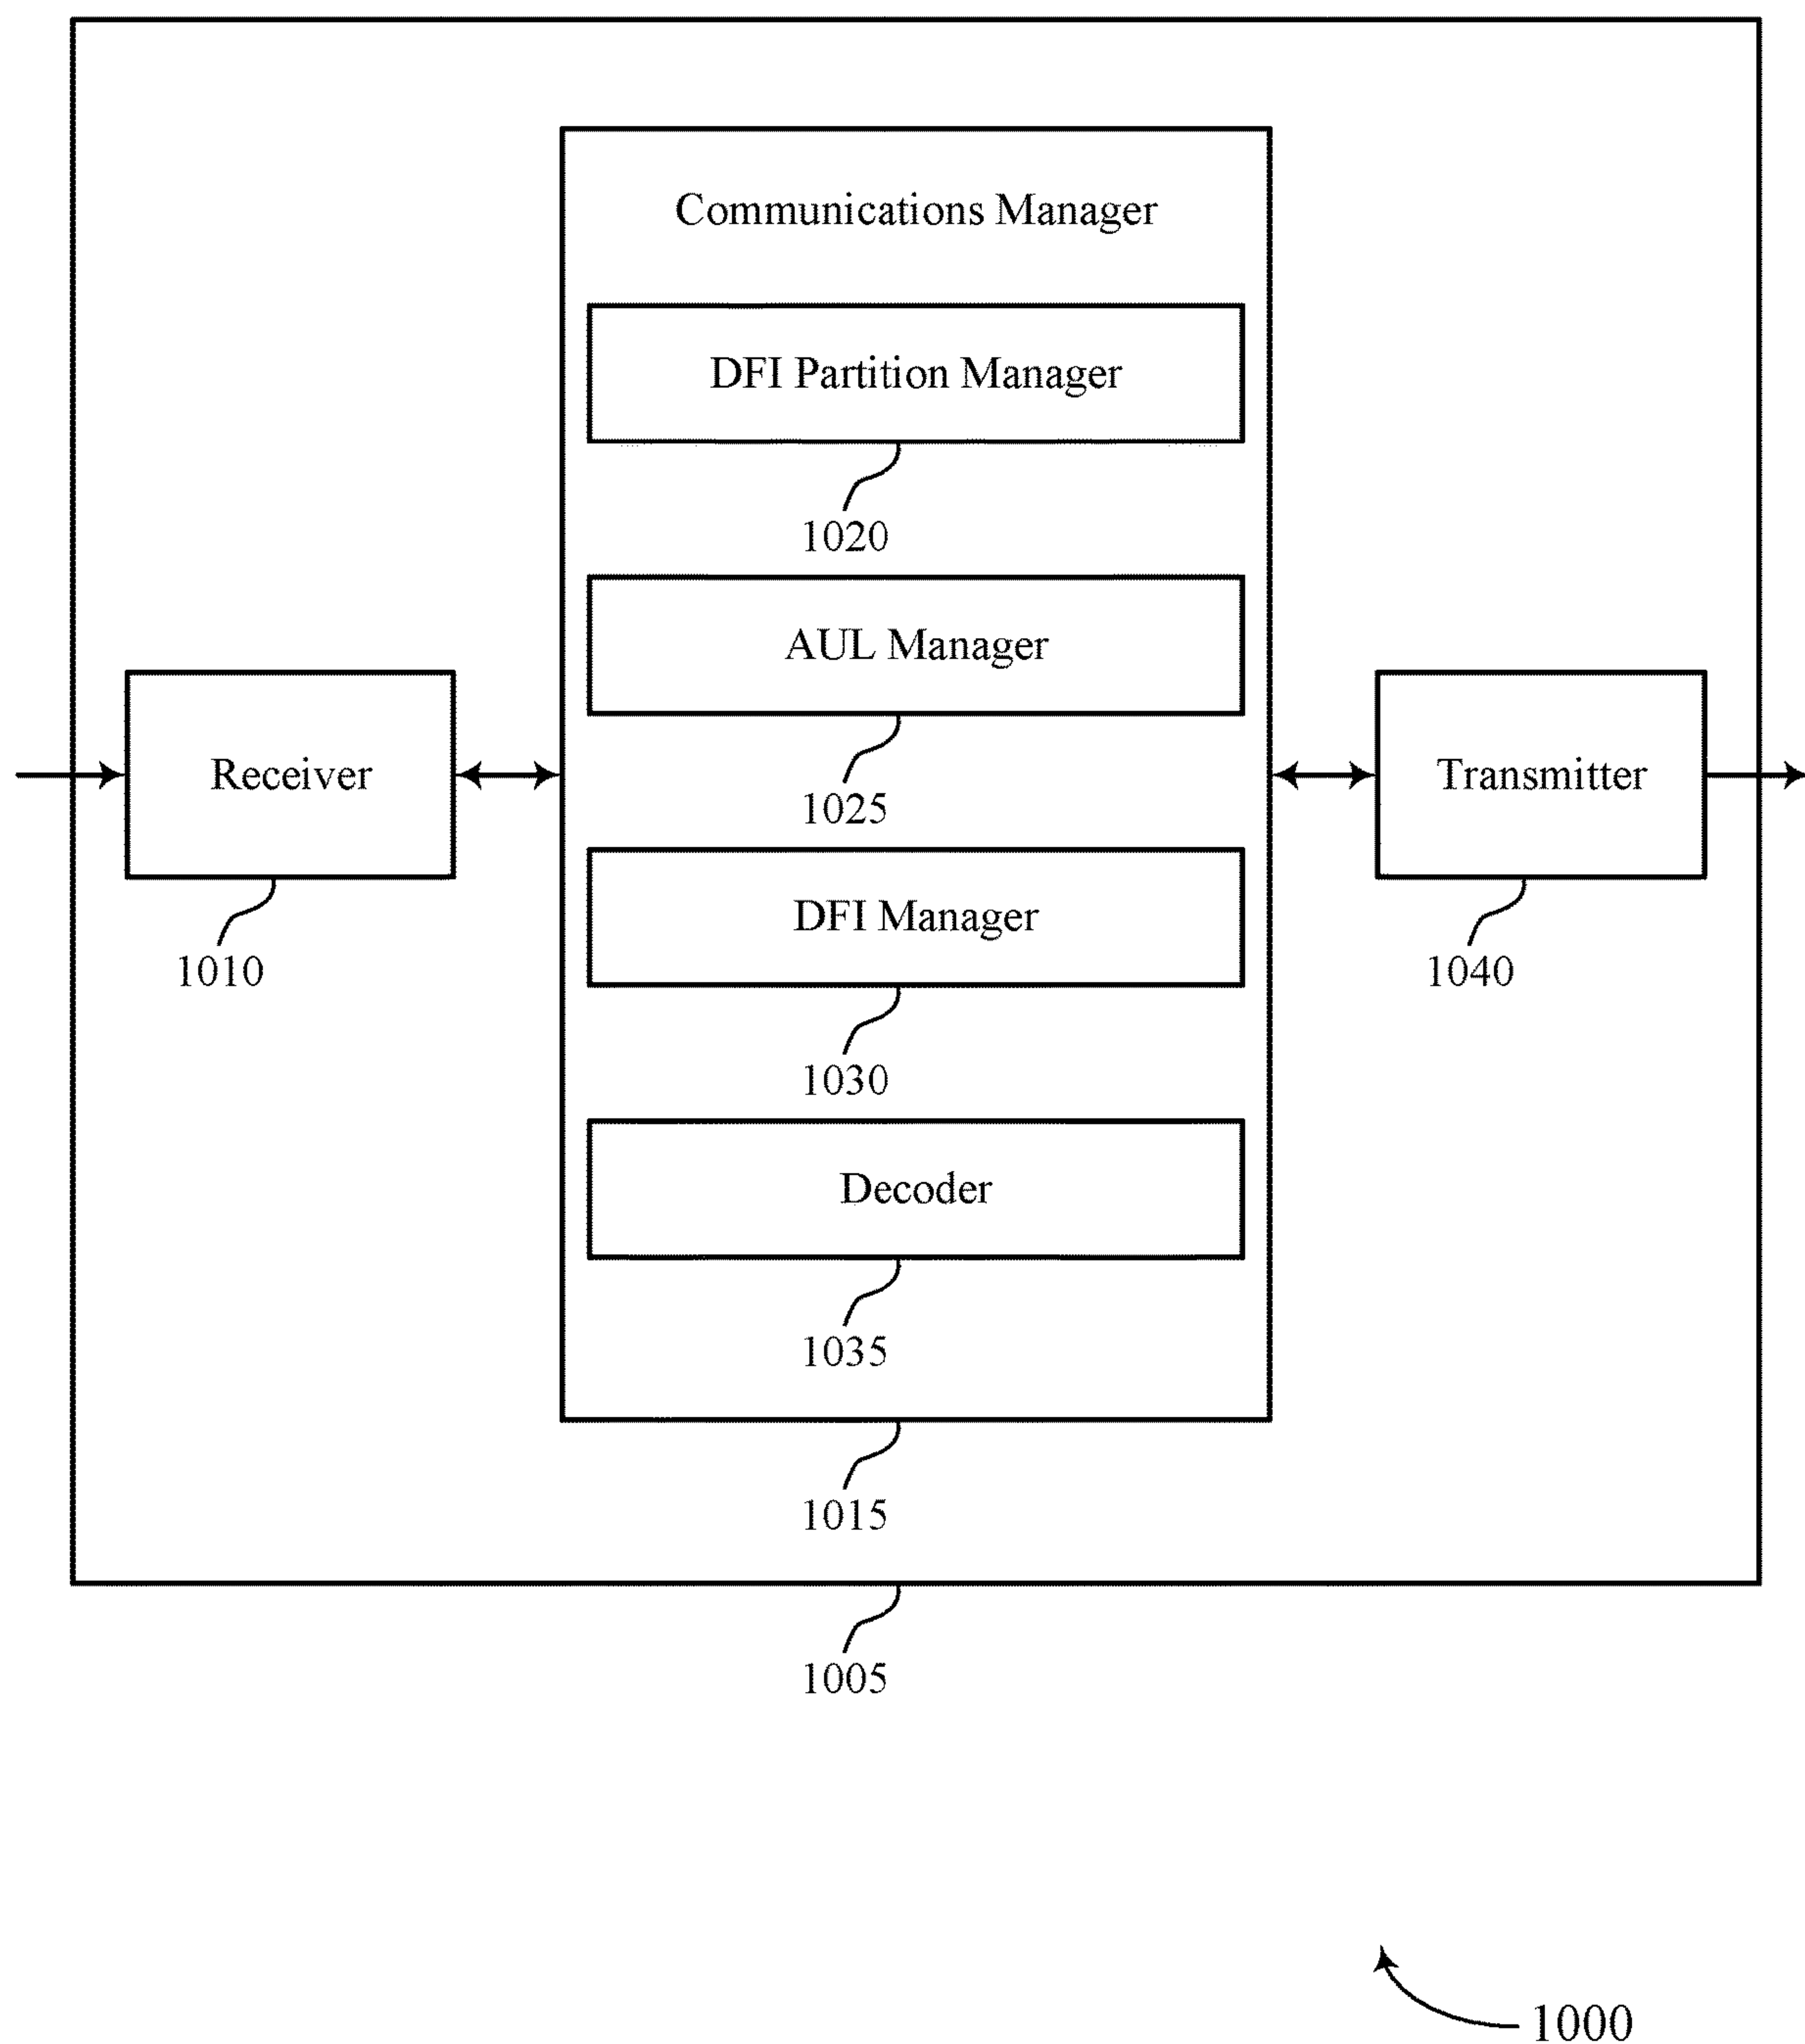 Communications Manager
DFI Partition Manager
1020
AUL Manager
1025
Receiver
1010
Transmitter
1040
DFI Manager
1030
Decoder
1035
1015
1005
1000